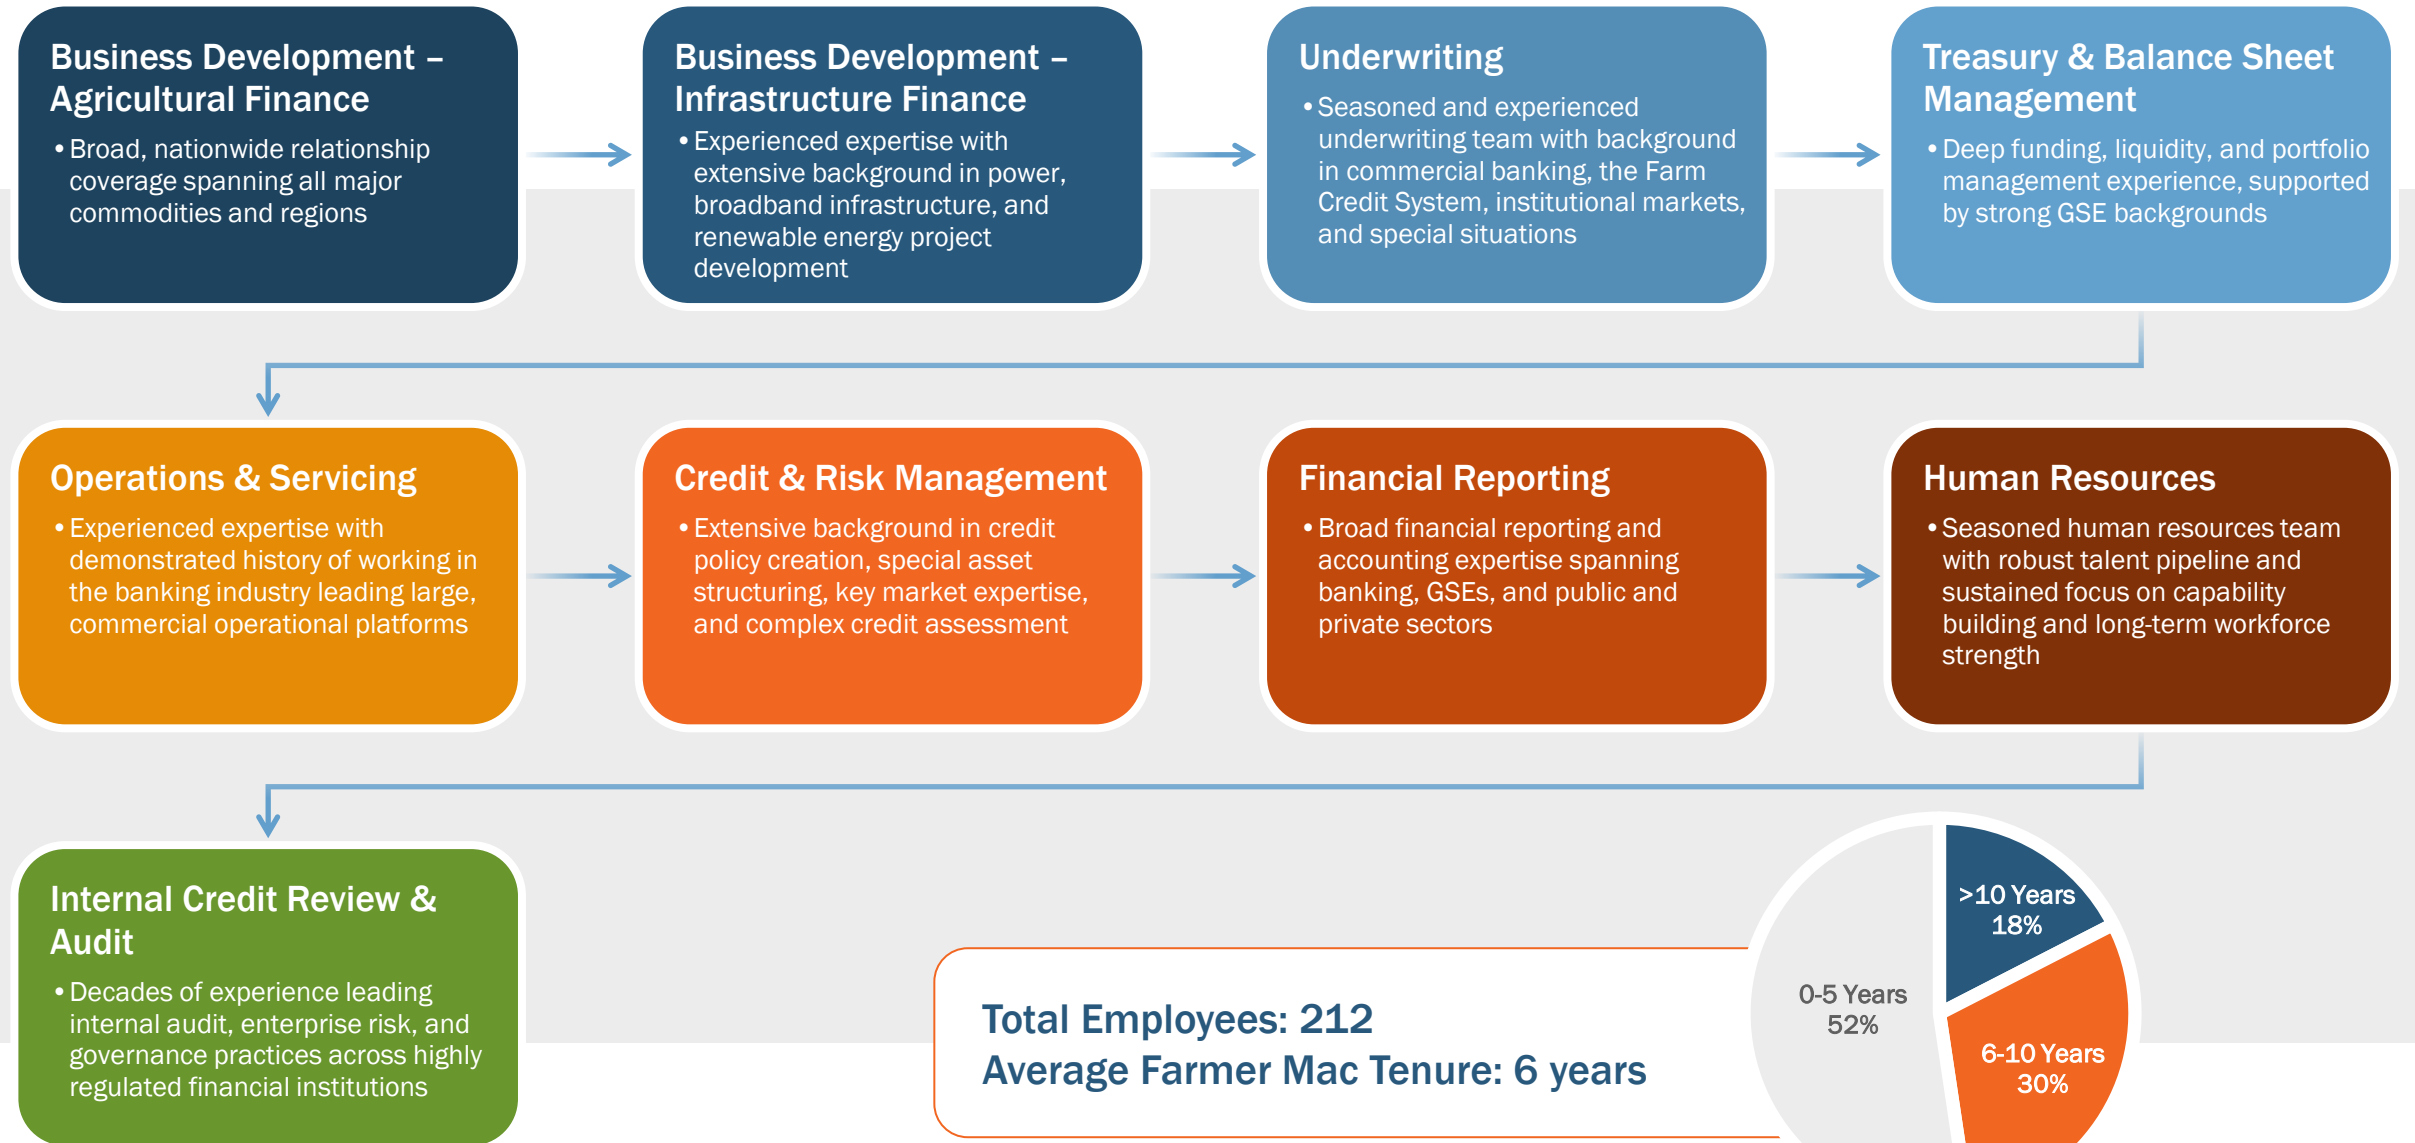 Business Development –
Agricultural Finance
• Broad, nationwide relationship
coverage spanning all major
commodities and regions
Business Development –
Infrastructure Finance
• Experienced expertise with
extensive background in power,
broadband infrastructure, and
renewable energy project
development
Underwriting
• Seasoned and experienced
underwriting team with background
in commercial banking, the Farm
Credit System, institutional markets,
and special situations
Treasury & Balance Sheet
Management
• Deep funding, liquidity, and portfolio
management experience, supported
by strong GSE backgrounds
Operations & Servicing
• Experienced expertise with
demonstrated history of working in
the banking industry leading large,
commercial operational platforms
Credit & Risk Management
• Extensive background in credit
policy creation, special asset
structuring, key market expertise,
and complex credit assessment
Financial Reporting
• Broad financial reporting and
accounting expertise spanning
banking, GSEs, and public and
private sectors
Human Resources
• Seasoned human resources team
with robust talent pipeline and
sustained focus on capability
building and long-term workforce
strength
Internal Credit Review &
Audit
• Decades of experience leading
internal audit, enterprise risk, and
governance practices across highly
regulated financial institutions
Total Employees: 212
Average Farmer Mac Tenure: 6 years
>10 Years
18%
0-5 Years
52%
6-10 Years
30%